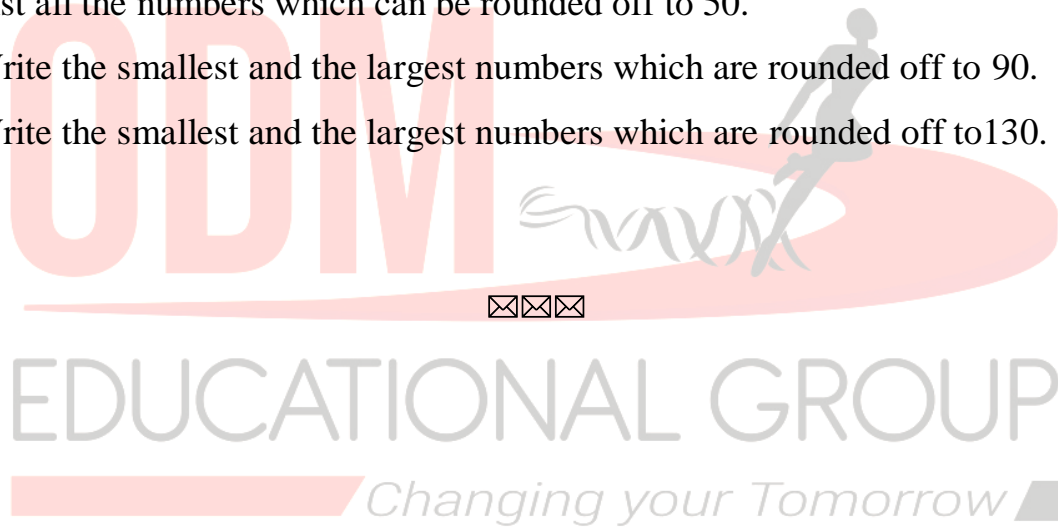 st all the numbers which can be rounded off to 50.
rite the smallest and the largest numbers which are rounded off to 90.
rite the smallest and the largest numbers which are rounded off to130.
ODM
EDUCATIONAL GROUP
Changing your Tomorrow